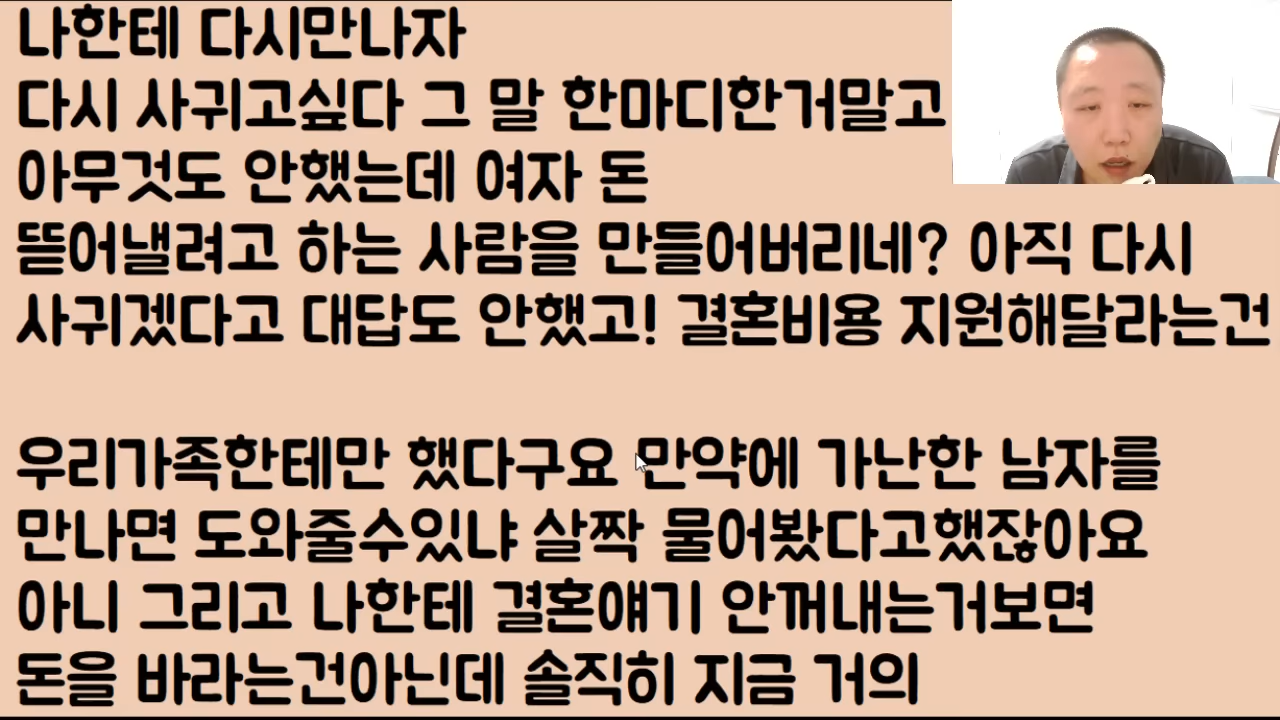 나한테 다시만나자
다시 사귀고싶다 그 말 한마디한거말고
아무것도 안했는데 여자 돈
뜯어낼려고 하는 사람을 만들어버리네? 아직 다시
사귀겠다고 대답도 안했고! 결혼비용 지원해달라는건
우리가족한테만 했다구요 만약에 가난한 남자를
만나면 도와줄수있냐 살짝 물어봤다고했잖아요
아니 그리고 나한테 결혼얘기 안꺼내는거보면
돈을 바라는건아닌데 솔직히 지금 거의